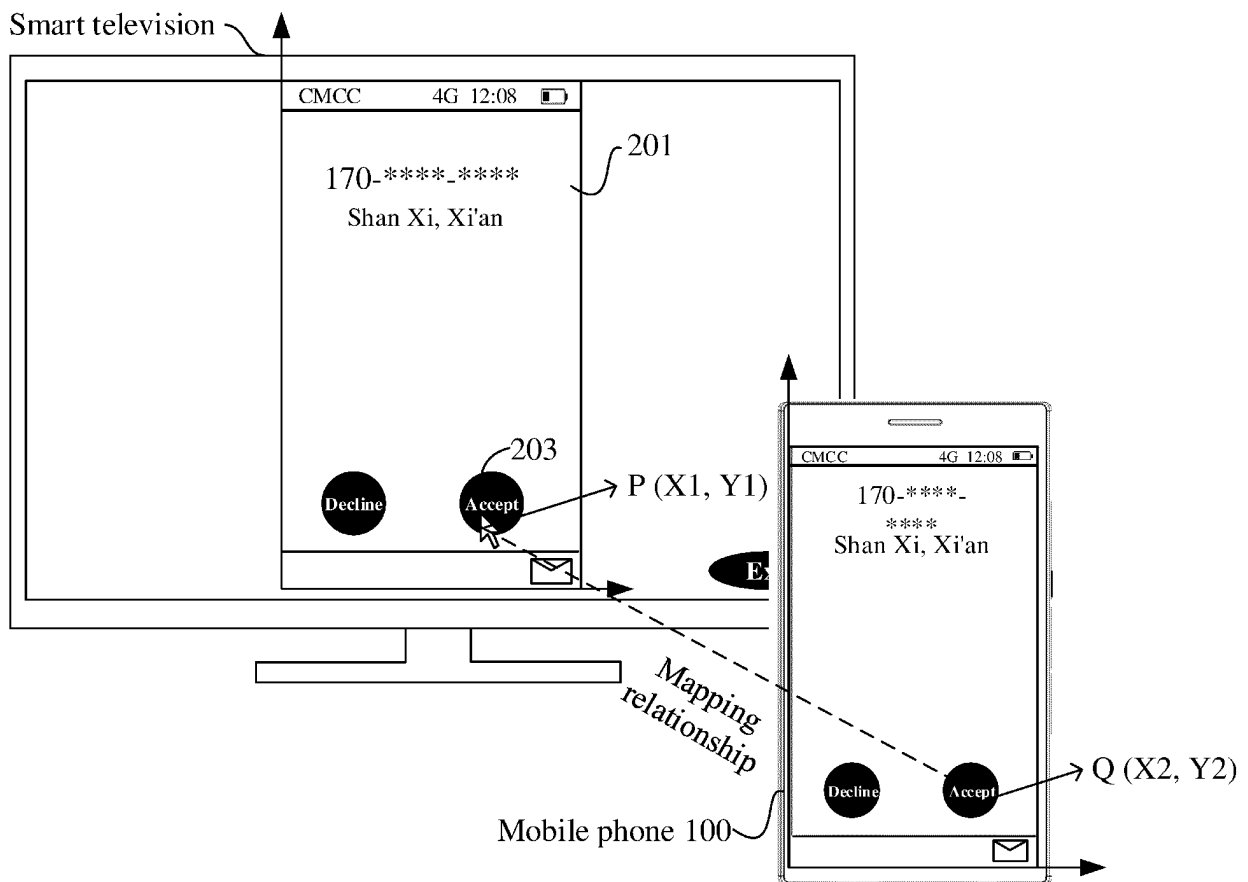 Smart television
CMCC 4G 12:08
201
170-****-****
Shan Xi, Xi'an
203
P (X1, Y1)
Decline
Accept
Ex
CMCC 4G 12:08
170-****-
****
Shan Xi, Xi'an
Mapping
relationship
Decline
Accept
Q (X2, Y2)
Mobile phone 100